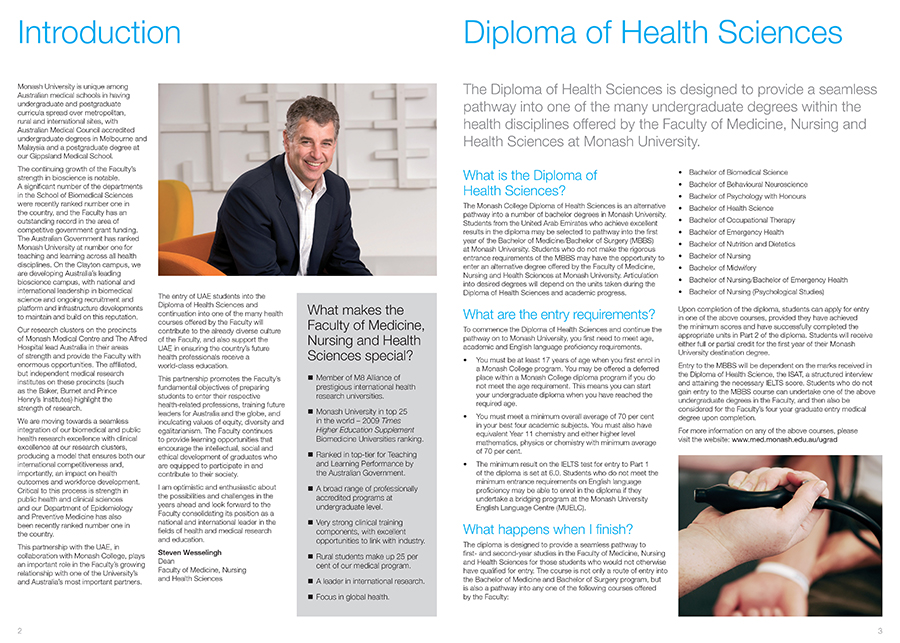 Introduction
Monash University is unique among
Australian medical schools in having
undergraduate and postgraduate
curricula spread over metropolitan,
rural and international sites, with
Australian Medical Council accredited
undergraduate degrees in Melbourne and
Malaysia and a postgraduate degree at
our Gippsland Medical School.
The continuing growth of the Faculty's
strength in bioscience is notable.
A significant number of the departments
in the School of Biomedical Sciences
were recently ranked number one in
the country, and the Faculty has an
outstanding record in the area of
competitive government grant funding.
The Australian Government has ranked
Monash University at number one for
teaching and learning across all health
disciplines. On the Clayton campus, we
are developing Australia's leading
bioscience campus, with national and
international leadership in biomedical
science and ongoing recruitment and
platform and infrastructure developments
to maintain and build on this reputation.
Our research clusters on the precincts
of Monash Medical Centre and The Alfred
Hospital lead Australia in their areas
of strength and provide the Faculty with
enormous opportunities. The affiliated,
but independent medical research
institutes on these precincts (such
as the Baker, Burnet and Prince
Henry's Institutes) highlight the
strength of research.
We are moving towards a seamless
integration of our biomedical and public
health research excellence with clinical
excellence at our research clusters,
producing a model that ensures both our
international competitiveness and,
importantly, an impact on health
outcomes and workforce development.
Critical to this process is strength in
public health and clinical sciences
and our Department of Epidemiology
and Preventive Medicine has also
been recently ranked number one in
the country.
This partnership with the UAE, in
collaboration with Monash College, plays
an important role in the Faculty's growing
relationship with one of the University's
and Australia's most important partners.
The entry of UAE students into the
Diploma of Health Sciences and
continuation into one of the many health
courses offered by the Faculty will
contribute to the already diverse culture
of the Faculty, and also support the
UAE in ensuring the country's future
health professionals receive a
world-class education.
This partnership promotes the Faculty's
fundamental objectives of preparing
students to enter their respective
health-related professions, training future
leaders for Australia and the globe, and
inculcating values of equity, diversity and
egalitarianism. The Faculty continues
to provide learning opportunities that
encourage the intellectual, social and
ethical development of graduates who
are equipped to participate in and
contribute to their society.
I am optimistic and enthusiastic about
the possibilities and challenges in the
years ahead and look forward to the
Faculty consolidating its position as a
national and international leader in the
fields of health and medical research
and education.
Steven Wesselingh
Dean
Faculty of Medicine, Nursing
and Health Sciences
What makes the
Faculty of Medicine,
Nursing and Health
Sciences special?
■ Member of M8 Alliance of
prestigious international health
research universities.
■ Monash University in top 25
in the world – 2009 Times
Higher Education Supplement
Biomedicine Universities ranking.
■ Ranked in top-tier for Teaching
and Learning Performance by
the Australian Government.
■ A broad range of professionally
accredited programs at
undergraduate level.
■ Very strong clinical training
components, with excellent
opportunities to link with industry.
■ Rural students make up 25 per
cent of our medical program.
■ A leader in international research.
■ Focus in global health.
2
Diploma of Health Sciences
The Diploma of Health Sciences is designed to provide a seamless
pathway into one of the many undergraduate degrees within the
health disciplines offered by the Faculty of Medicine, Nursing and
Health Sciences at Monash University.
What is the Diploma of
Health Sciences?
The Monash College Diploma of Health Sciences is an alternative
pathway into a number of bachelor degrees in Monash University.
Students from the United Arab Emirates who achieve excellent
results in the diploma may be selected to pathway into the first
year of the Bachelor of Medicine/Bachelor of Surgery (MBBS)
at Monash University. Students who do not make the rigorous
entrance requirements of the MBBS may have the opportunity to
enter an alternative degree offered by the Faculty of Medicine,
Nursing and Health Sciences at Monash University. Articulation
into desired degrees will depend on the units taken during the
Diploma of Health Sciences and academic progress.
What are the entry requirements?
To commence the Diploma of Health Sciences and continue the
pathway on to Monash University, you first need to meet age,
academic and English language proficiency requirements.
• You must be at least 17 years of age when you first enrol in
a Monash College program. You may be offered a deferred
place within a Monash College diploma program if you do
not meet the age requirement. This means you can start
your undergraduate diploma when you have reached the
required age.
• You must meet a minimum overall average of 70 per cent
in your best four academic subjects. You must also have
equivalent Year 11 chemistry and either higher level
mathematics, physics or chemistry with minimum average
of 70 per cent.
• The minimum result on the IELTS test for entry to Part 1
of the diploma is set at 6.0. Students who do not meet the
minimum entrance requirements on English language
proficiency may be able to enrol in the diploma if they
undertake a bridging program at the Monash University
English Language Centre (MUELC).
What happens when I finish?
The diploma is designed to provide a seamless pathway to
first- and second-year studies in the Faculty of Medicine, Nursing
and Health Sciences for those students who would not otherwise
have qualified for entry. The course is not only a route of entry into
the Bachelor of Medicine and Bachelor of Surgery program, but
is also a pathway into any one of the following courses offered
by the Faculty:
• Bachelor of Biomedical Science
• Bachelor of Behavioural Neuroscience
• Bachelor of Psychology with Honours
• Bachelor of Health Science
• Bachelor of Occupational Therapy
• Bachelor of Emergency Health
• Bachelor of Nutrition and Dietetics
• Bachelor of Nursing
• Bachelor of Midwifery
• Bachelor of Nursing/Bachelor of Emergency Health
• Bachelor of Nursing (Psychological Studies)
Upon completion of the diploma, students can apply for entry
in one of the above courses, provided they have achieved
the minimum scores and have successfully completed the
appropriate units in Part 2 of the diploma. Students will receive
either full or partial credit for the first year of their Monash
University destination degree.
Entry to the MBBS will be dependent on the marks received in
the Diploma of Health Science, the ISAT, a structured interview
and attaining the necessary IELTS score. Students who do not
gain entry to the MBBS course can undertake one of the above
undergraduate degrees in the Faculty, and then also be
considered for the Faculty's four year graduate entry medical
degree upon completion.
For more information on any of the above courses, please
visit the website: www.med.monash.edu.au/ugrad
3